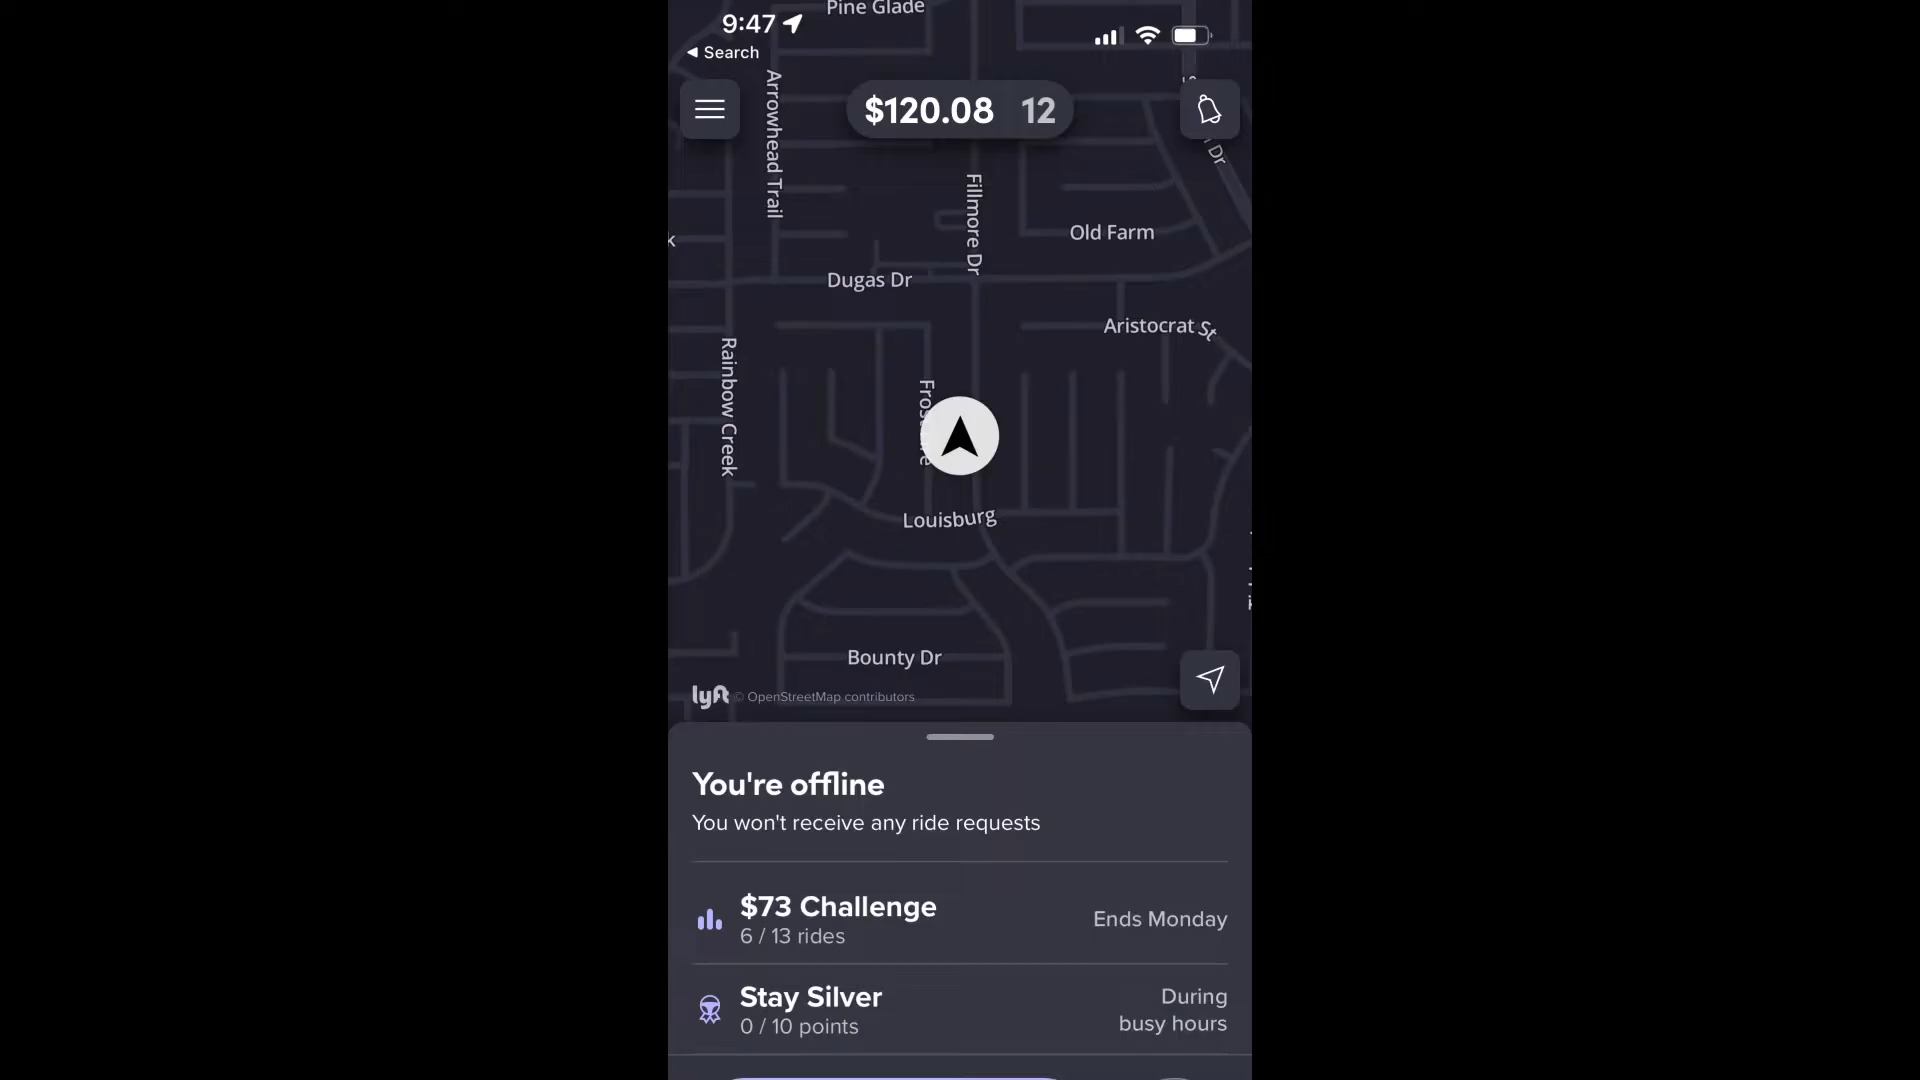 Pine Glade
9:47
Search
Arrowhead Trail
$120.08 12
Dr
Fillmore Dr
Old Farm
Dugas Dr
Aristocrat St
Rainbow Creek
Louisburg
Bounty Dr
lyft © OpenStreetMap contributors
You're offline
You won't receive any ride requests
$73 Challenge
6 / 13 rides
Ends Monday
Stay Silver
0 / 10 points
During
busy hours